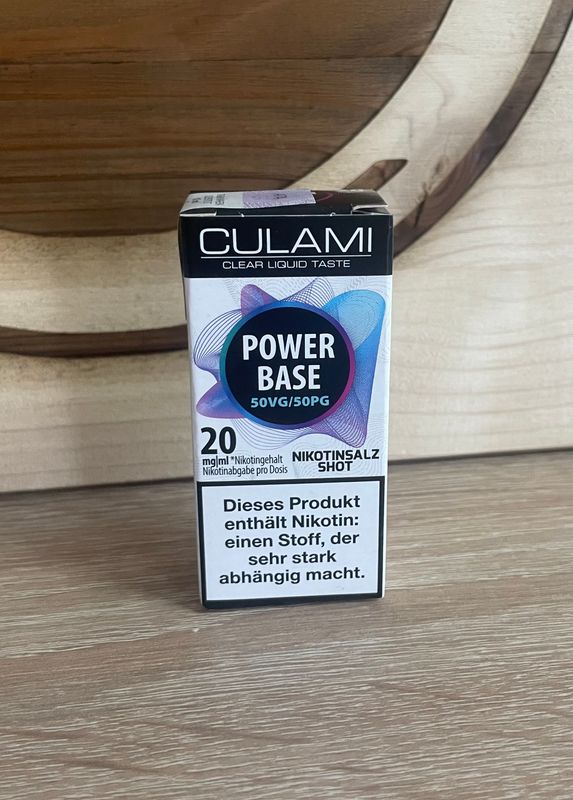 CULAMI
CLEAR LIQUID TASTE
POWER
BASE
50VG/50PG
20
mg|ml *Nikotingehalt
Nikotinabgabe pro Dosis
NIKOTINSALZ
SHOT
Dieses Produkt
enthält Nikotin:
einen Stoff, der
sehr stark
abhängig macht.